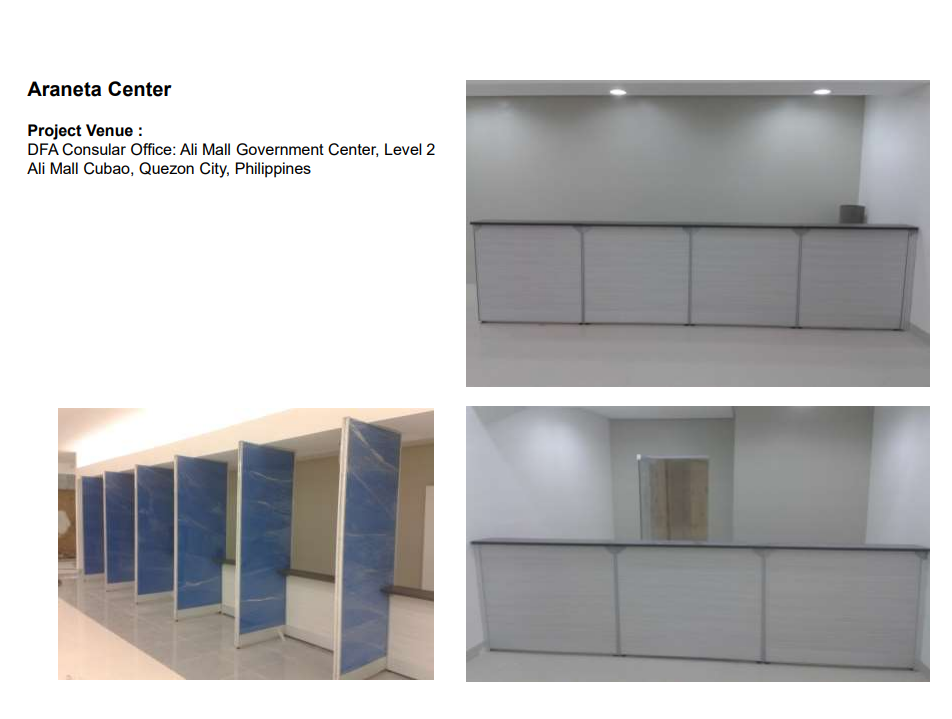 Araneta Center
Project Venue :
DFA Consular Office: Ali Mall Government Center, Level 2
Ali Mall Cubao, Quezon City, Philippines